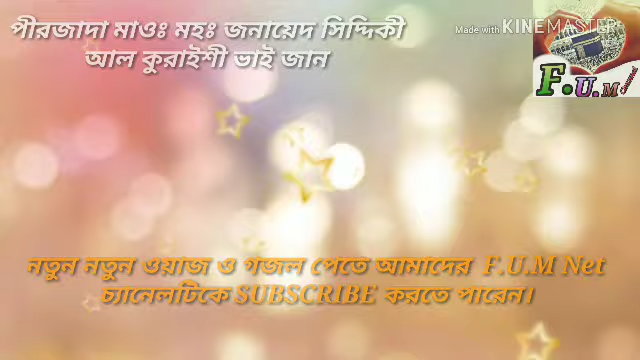 পীরজাদা মাওঃ মহঃ জনায়েদ সিদ্দিকী
আল কুরাইশী ভাই জান
Made with KINEMASTER
F.U.M
নতুন নতুন ওয়াজ ও গজল পেতে আমাদের F.U.M Net
চ্যানেলটিকে SUBSCRIBE করতে পারেন।